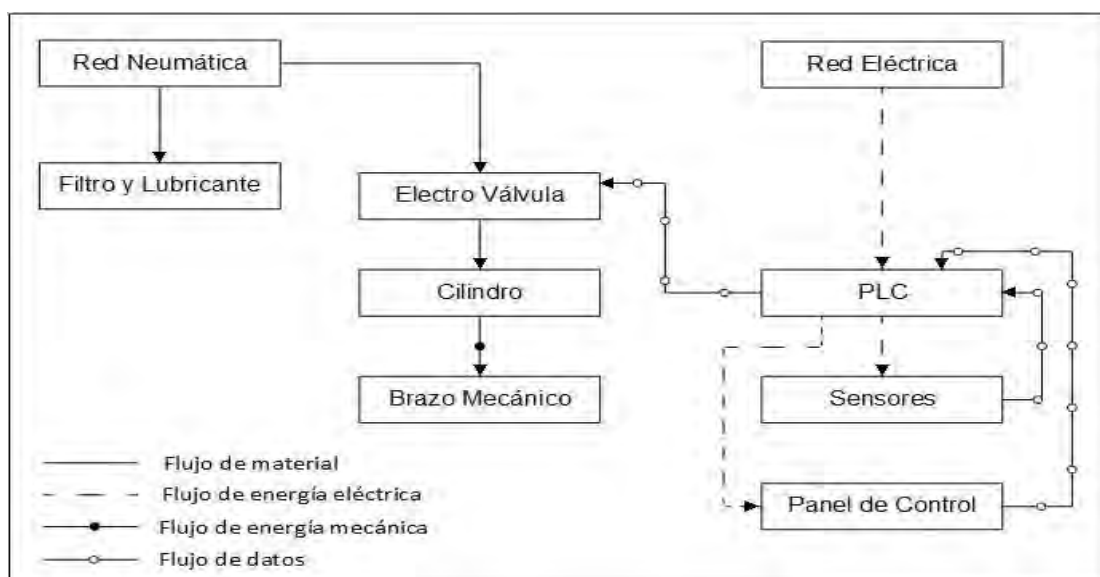 Red Neumática
Red Eléctrica
Filtro y Lubricante
Electro Válvula
Cilindro
PLC
Brazo Mecánico
Sensores
Panel de Control
Flujo de material
Flujo de energía eléctrica
Flujo de energía mecánica
Flujo de datos